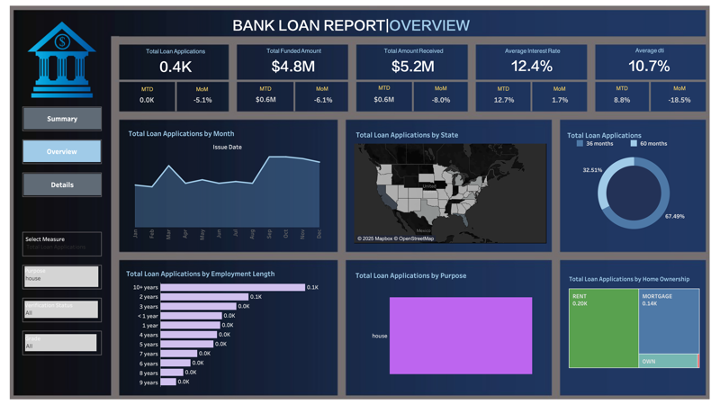 BANK LOAN REPORT|OVERVIEW
Total Loan Applications
0.4K
MTD
0.0K
MoM
-5.1%
Total Funded Amount
$4.8M
MTD
$0.6M
MoM
-6.1%
Total Amount Received
$5.2M
MTD
$0.6M
MoM
-8.0%
Average Interest Rate
12.4%
MTD
12.7%
MoM
1.7%
Average dti
10.7%
MTD
8.8%
MoM
-18.5%
Summary
Overview
Details
Select Measure
Total Loan Applications
house
All
All
Total Loan Applications by Month
Issue Date
Jan
Feb
Mar
Apr
May
Jun
Jul
Aug
Sep
Oct
Nov
Dec
Total Loan Applications by State
United
Mexico
© 2025 Mapbox © OpenStreetMap
Total Loan Applications
36 months
60 months
32.51%
67.49%
Total Loan Applications by Employment Length
10+ years 0.1K
2 years 0.1K
3 years 0.0K
< 1 year 0.0K
1 year 0.0K
4 years 0.0K
5 years 0.0K
7 years 0.0K
6 years 0.0K
8 years 0.0K
9 years 0.0K
Total Loan Applications by Purpose
house
Total Loan Applications by Home Ownership
RENT
0.20K
MORTGAGE
0.14K
OWN